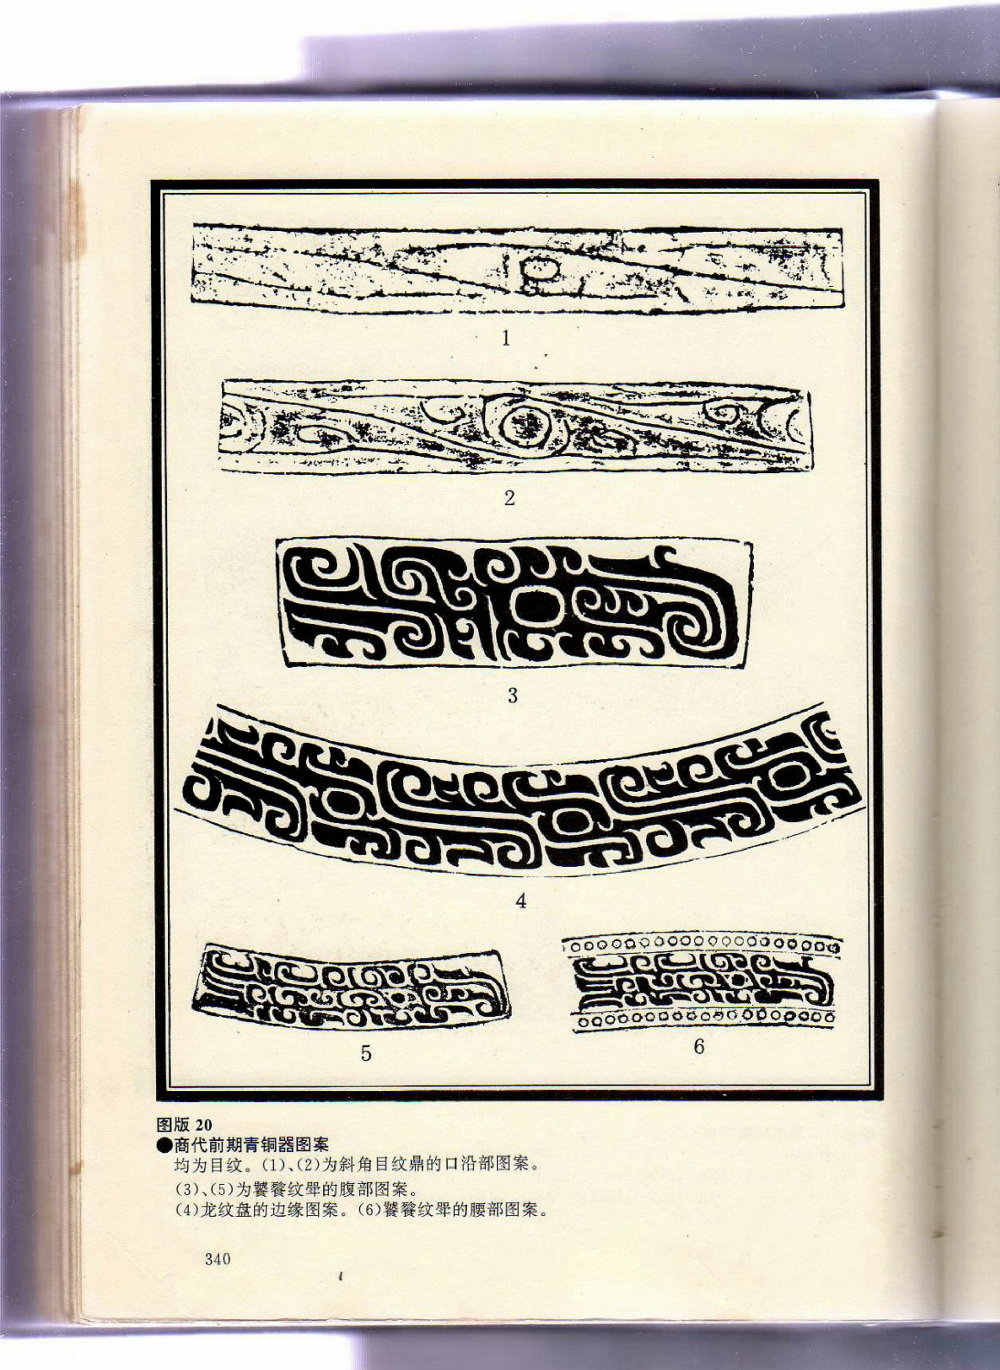 1
2
3
4
5
6
图版 20
●商代前期青铜器图案
均为目纹。(1)、(2)为斜角目纹鼎的口沿部图案。
(3)、(5)为饕餮纹斝的腹部图案。
(4)龙纹盘的边缘图案。(6)饕餮纹斝的腰部图案。
340